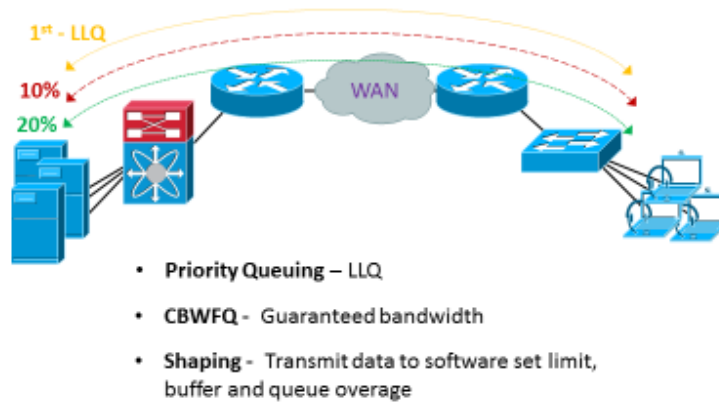 1st - LLQ
10%
20%
WAN
• Priority Queuing – LLQ
• CBWFQ - Guaranteed bandwidth
• Shaping - Transmit data to software set limit,
buffer and queue overage